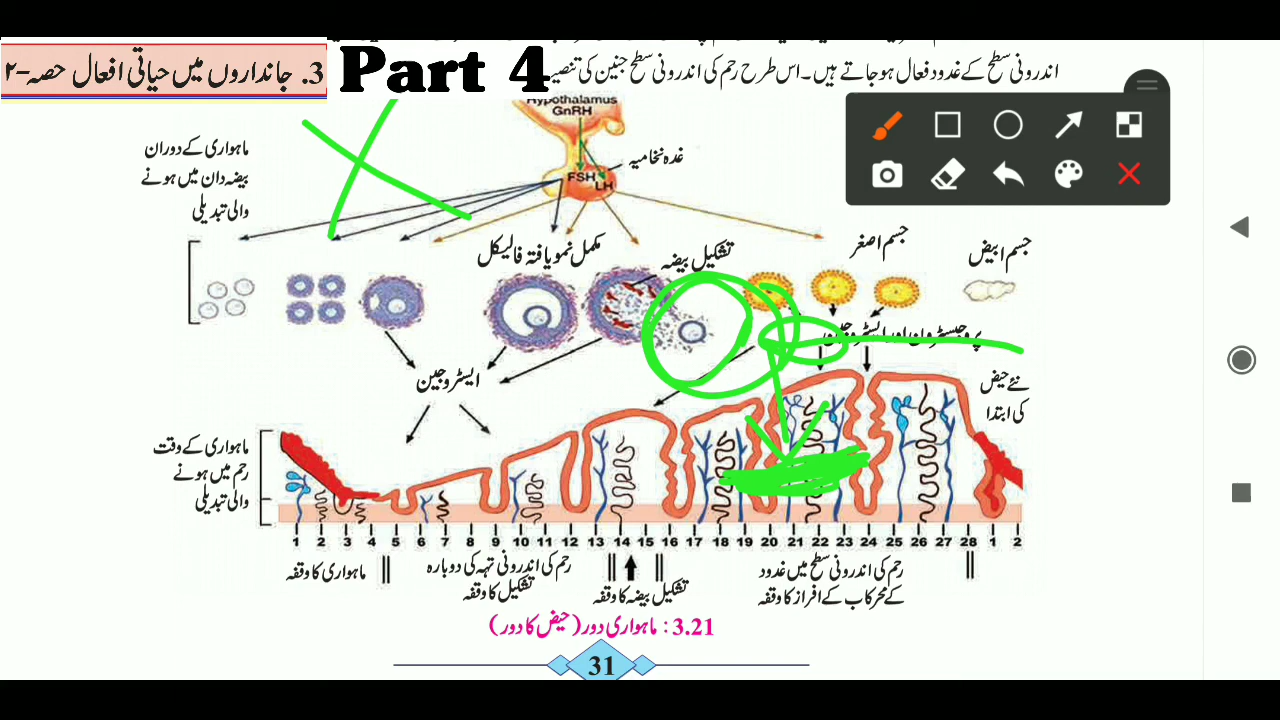 3. جانداروں میں حیاتی افعال حصہ-۲
Part 4
اندرونی سطح کے غدود فعال ہوجاتے ہیں۔اس طرح رحم کی اندرونی سطح جنین کی
Hypothalamus
GnRH
غدہ نخامیہ
FSH
LH
ماہواری کے دوران
بیضہ دان میں ہونے
والی تبدیلی
مکمل نمو یافتہ فالیکل
تشکیل بیضہ
جسم اصغر
جسم ابیض
پروجیسٹرون اور ایسٹروجین
ایسٹروجین
نئے حیض
کی ابتدا
ماہواری کے وقت
رحم میں ہونے
والی تبدیلی
1 2 3 4 5 6 7 8 9 10 11 12 13 14 15 16 17 18 19 20 21 22 23 24 25 26 27 28 1 2
ماہواری کا وقفہ
رحم کی اندرونی تہہ کی دوبارہ
تشکیل کا وقفہ
تشکیل بیضہ کا وقفہ
رحم کی اندرونی سطح میں غدود
کے محرکاب کے افراز کا وقفہ
3.21 : ماہواری دور (حیض کا دور)
31